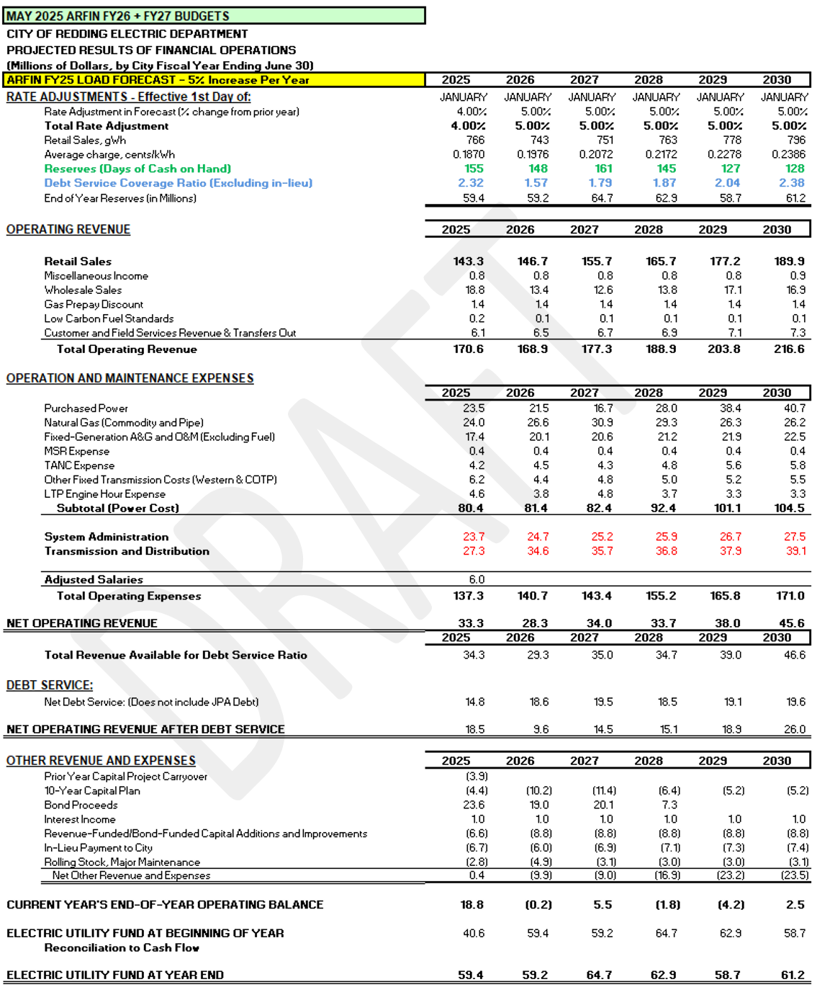 MAY 2025 ARFIN FY26 + FY27 BUDGETS
CITY OF REDDING ELECTRIC DEPARTMENT
PROJECTED RESULTS OF FINANCIAL OPERATIONS
(Millions of Dollars, by City Fiscal Year Ending June 30)
ARFIN FY25 LOAD FORECAST - 5% Increase Per Year 2025 2026 2027 2028 2029 2030
RATE ADJUSTMENTS - Effective 1st Day of: JANUARY JANUARY JANUARY JANUARY JANUARY JANUARY
Rate Adjustment in Forecast (% change from prior year) 4.00% 5.00% 5.00% 5.00% 5.00% 5.00%
Total Rate Adjustment 4.00% 5.00% 5.00% 5.00% 5.00% 5.00%
Retail Sales, gWh 766 743 751 763 778 796
Average charge, cents/kWh 0.1870 0.1976 0.2072 0.2172 0.2278 0.2386
Reserves (Days of Cash on Hand) 155 148 161 145 127 128
Debt Service Coverage Ratio (Excluding in-lieu) 2.32 1.57 1.79 1.87 2.04 2.38
End of Year Reserves (in Millions) 59.4 59.2 64.7 62.9 58.7 61.2
OPERATING REVENUE 2025 2026 2027 2028 2029 2030
Retail Sales 143.3 146.7 155.7 165.7 177.2 189.9
Miscellaneous Income 0.8 0.8 0.8 0.8 0.8 0.9
Wholesale Sales 18.8 13.4 12.6 13.8 17.1 16.9
Gas Prepay Discount 1.4 1.4 1.4 1.4 1.4 1.4
Low Carbon Fuel Standards 0.2 0.1 0.1 0.1 0.1 0.1
Customer and Field Services Revenue & Transfers Out 6.1 6.5 6.7 6.9 7.1 7.3
Total Operating Revenue 170.6 168.9 177.3 188.9 203.8 216.6
OPERATION AND MAINTENANCE EXPENSES
2025 2026 2027 2028 2029 2030
Purchased Power 23.5 21.5 16.7 28.0 38.4 40.7
Natural Gas (Commodity and Pipe) 24.0 26.6 30.9 29.3 26.3 26.2
Fixed-Generation A&G and O&M (Excluding Fuel) 17.4 20.1 20.6 21.2 21.9 22.5
MSR Expense 0.4 0.4 0.4 0.4 0.4 0.4
TANC Expense 4.2 4.5 4.3 4.8 5.6 5.8
Other Fixed Transmission Costs (Western & COTP) 6.2 4.4 4.8 5.0 5.2 5.5
LTP Engine Hour Expense 4.6 3.8 4.8 3.7 3.3 3.3
Subtotal (Power Cost) 80.4 81.4 82.4 92.4 101.1 104.5
System Administration 23.7 24.7 25.2 25.9 26.7 27.5
Transmission and Distribution 27.3 34.6 35.7 36.8 37.9 39.1
Adjusted Salaries 6.0
Total Operating Expenses 137.3 140.7 143.4 155.2 165.8 171.0
NET OPERATING REVENUE 33.3 28.3 34.0 33.7 38.0 45.6
2025 2026 2027 2028 2029 2030
Total Revenue Available for Debt Service Ratio 34.3 29.3 35.0 34.7 39.0 46.6
DEBT SERVICE:
Net Debt Service: (Does not include JPA Debt) 14.8 18.6 19.5 18.5 19.1 19.6
NET OPERATING REVENUE AFTER DEBT SERVICE 18.5 9.6 14.5 15.1 18.9 26.0
OTHER REVENUE AND EXPENSES 2025 2026 2027 2028 2029 2030
Prior Year Capital Project Carryover (3.9)
10-Year Capital Plan (4.4) (10.2) (11.4) (6.4) (5.2) (5.2)
Bond Proceeds 23.6 19.0 20.1 7.3
Interest Income 1.0 1.0 1.0 1.0 1.0 1.0
Revenue-Funded/Bond-Funded Capital Additions and Improvements (6.6) (8.8) (8.8) (8.8) (8.8) (8.8)
In-Lieu Payment to City (6.7) (6.0) (6.9) (7.1) (7.3) (7.4)
Rolling Stock, Major Maintenance (2.8) (4.9) (3.1) (3.0) (3.0) (3.1)
Net Other Revenue and Expenses 0.4 (9.9) (9.0) (16.9) (23.2) (23.5)
CURRENT YEAR'S END-OF-YEAR OPERATING BALANCE 18.8 (0.2) 5.5 (1.8) (4.2) 2.5
ELECTRIC UTILITY FUND AT BEGINNING OF YEAR 40.6 59.4 59.2 64.7 62.9 58.7
Reconciliation to Cash Flow
ELECTRIC UTILITY FUND AT YEAR END 59.4 59.2 64.7 62.9 58.7 61.2
DRAFT